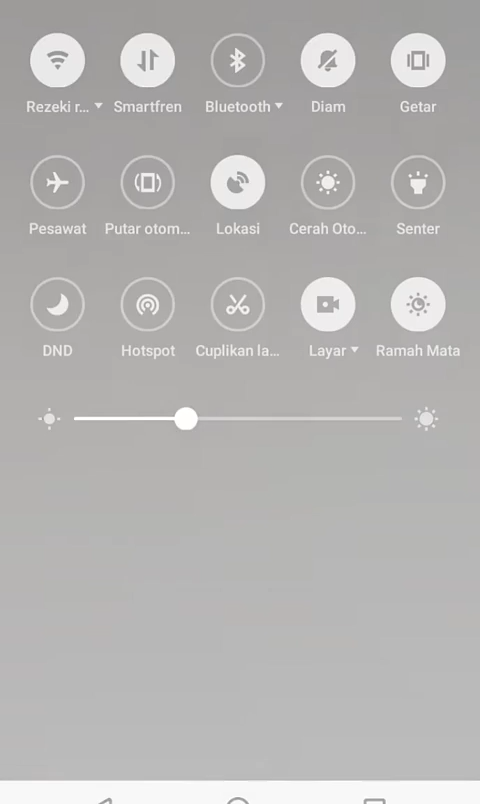 Rezeki r... Smartfren Bluetooth Diam Getar
Pesawat Putar otom... Lokasi Cerah Oto... Senter
DND Hotspot Cuplikan la... Layar Ramah Mata